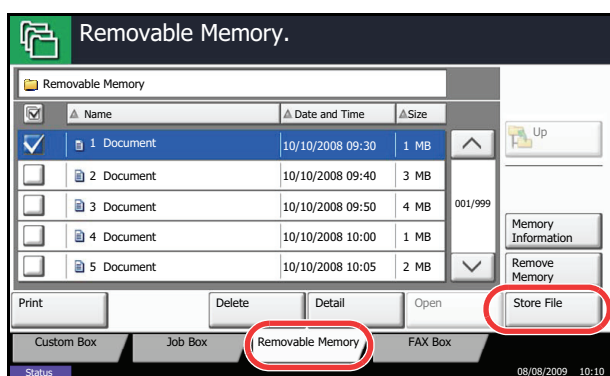 Removable Memory.
Removable Memory
Name Date and Time Size
1 Document 10/10/2008 09:30 1 MB
2 Document 10/10/2008 09:40 3 MB
3 Document 10/10/2008 09:50 4 MB
4 Document 10/10/2008 10:00 1 MB
5 Document 10/10/2008 10:05 2 MB
001/999
Up
Memory
Information
Remove
Memory
Print Delete Detail Open Store File
Custom Box Job Box Removable Memory FAX Box
Status 08/08/2009 10:10